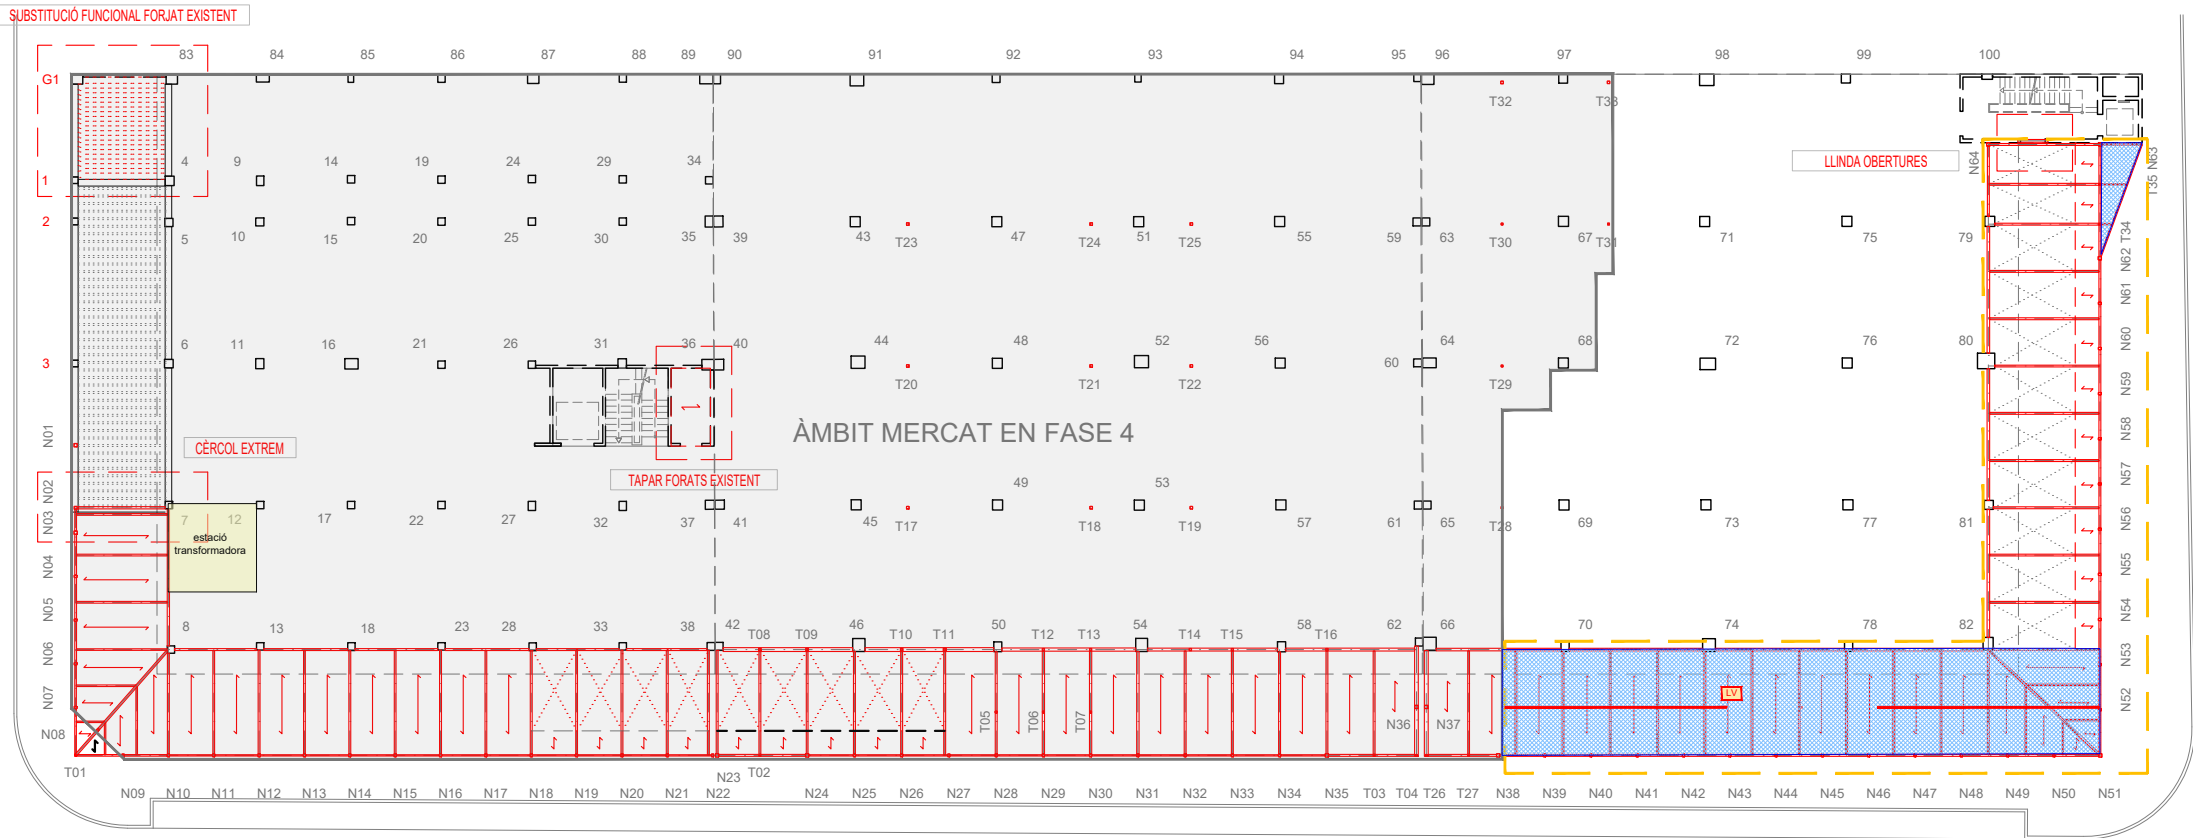 SUBSTITUCIÓ FUNCIONAL FORJAT EXISTENT
83 84 85 86 87 88 89 90 91 92 93 94 95 96 97 98 99 100
G1
T32 T33
LLINDA OBERTURES
N64
T35 N63
4 9 14 19 24 29 34
1
2
5 10 15 20 25 30 35 39 43 T23 47 T24 51 T25 55 59 63 T30 67 T31 71 75 79
N62 T34
N61
6 11 16 21 26 31 36 40 44 48 52 56 60 64 68 72 76 80
N60
3
T20 T21 T22 T29
N59
ÀMBIT MERCAT EN FASE 4
N01
CÈRCOL EXTREM
N58
TAPAR FORATS EXISTENT
N57
N02
49 53
N03
7 12 17 22 27 32 37 41 45 T17 T18 T19 57 61 65 T28 69 73 77 81
N56
estació
transformadora
N04
N55
N05
N54
8 13 18 23 28 33 38 42 T08 T09 46 T10 T11 50 T12 T13 54 T14 T15 58 T16 62 66 70 74 78 82
N06
N53
N07
LV
N52
T05 T06 T07
N36 N37
N08
T01
N23 T02
N09 N10 N11 N12 N13 N14 N15 N16 N17 N18 N19 N20 N21 N22 N24 N25 N26 N27 N28 N29 N30 N31 N32 N33 N34 N35 T03 T04 T26 T27 N38 N39 N40 N41 N42 N43 N44 N45 N46 N47 N48 N49 N50 N51